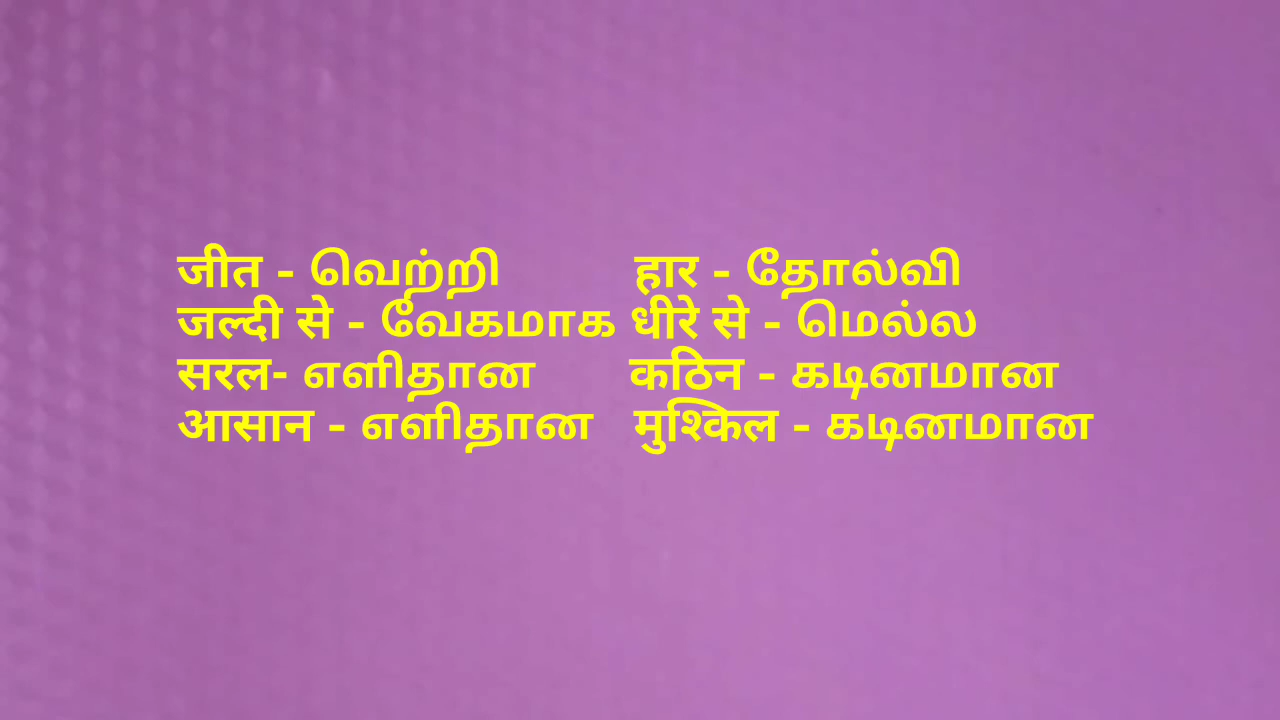 जीत - வெற்றி हार - தோல்வி
जल्दी से - வேகமாக धीरे से - மெல்ல
सरल- எளிதான कठिन - கடினமான
आसान - எளிதான मुश्किल - கடினமான